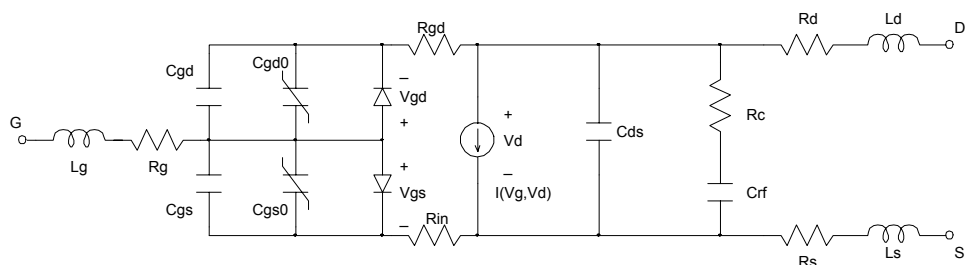 Rgd
Rd
Ld
D
Cgd
Cgd0
–
Vgd
+
G
Lg
Rg
+
Vd
–
I(Vg,Vd)
Cds
Rc
Crf
+
Vgs
–
Cgs
Cgs0
Rin
Rs
Ls
S